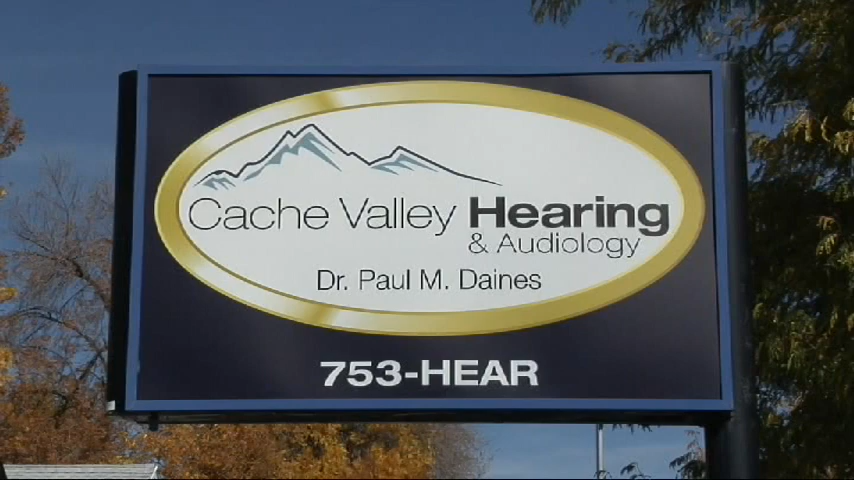 Cache Valley Hearing
& Audiology
Dr. Paul M. Daines
753-HEAR